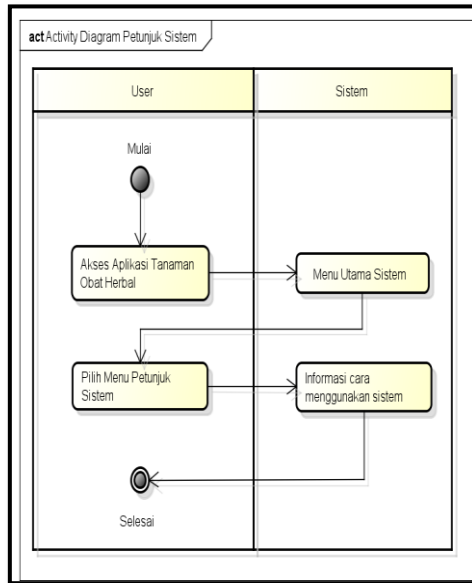 act Activity Diagram Petunjuk Sistem
User
Sistem
Mulai
Akses Aplikasi Tanaman
Obat Herbal
Menu Utama Sistem
Pilih Menu Petunjuk
Sistem
Informasi cara
menggunakan sistem
Selesai